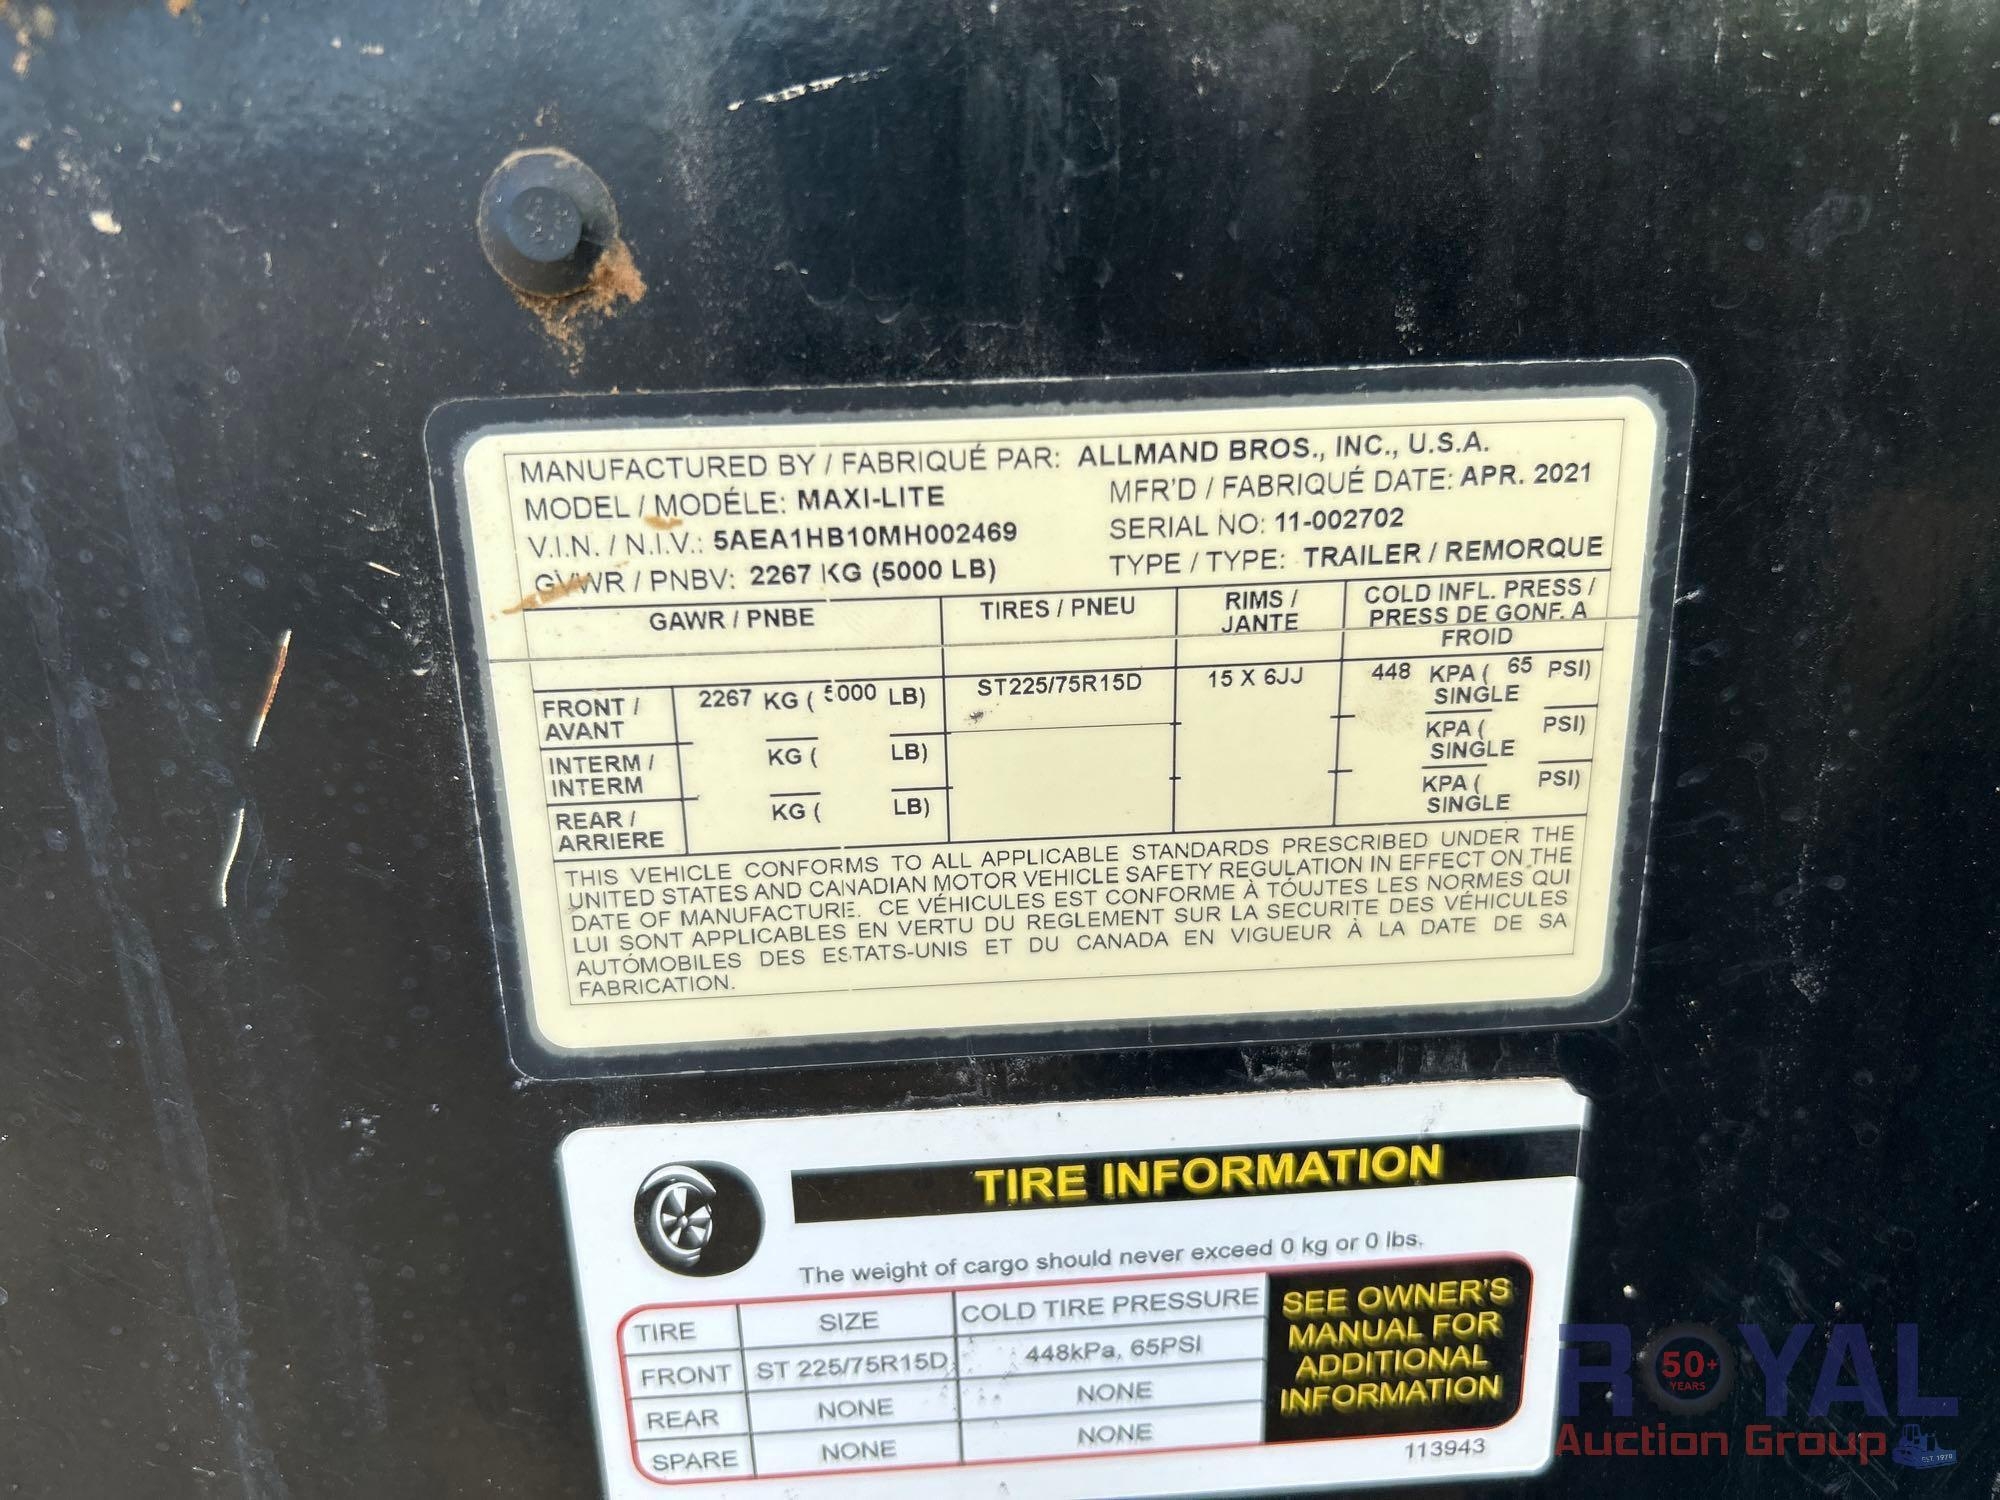 MANUFACTURED BY / FABRIQUÉ PAR: ALLMAND BROS., INC., U.S.A.
MODEL / MODÉLE: MAXI-LITE MFR'D / FABRIQUÉ DATE: APR. 2021
V.I.N. / N.I.V.: 5AEA1HB10MH002469 SERIAL NO: 11-002702
GVWR / PNBV: 2267 KG (5000 LB) TYPE / TYPE: TRAILER / REMORQUE
GAWR / PNBE TIRES / PNEU RIMS / JANTE COLD INFL. PRESS / PRESS DE GONF. A FROID
FRONT / AVANT 2267 KG ( 5000 LB) ST225/75R15D 15 X 6JJ 448 KPA ( 65 PSI) SINGLE
INTERM / INTERM KG ( LB) KPA ( PSI) SINGLE
REAR / ARRIERE KG ( LB) KPA ( PSI) SINGLE
THIS VEHICLE CONFORMS TO ALL APPLICABLE STANDARDS PRESCRIBED UNDER THE
UNITED STATES AND CANADIAN MOTOR VEHICLE SAFETY REGULATION IN EFFECT ON THE
DATE OF MANUFACTURE. CE VÉHICULES EST CONFORME À TÓUJTES LES NORMES QUI
LUI SONT APPLICABLES EN VERTU DU REGLEMENT SUR LA SECURITE DES VÉHICULES
AUTÓMOBILES DES ESTATS-UNIS ET DU CANADA EN VIGUEUR À LA DATE DE SA
FABRICATION.
TIRE INFORMATION
The weight of cargo should never exceed 0 kg or 0 lbs.
TIRE SIZE COLD TIRE PRESSURE
FRONT ST 225/75R15D 448kPa, 65PSI
REAR NONE NONE
SPARE NONE NONE
SEE OWNER'S
MANUAL FOR
ADDITIONAL
INFORMATION
113943
ROYAL
50+
YEARS
Auction Group
EST. 1970